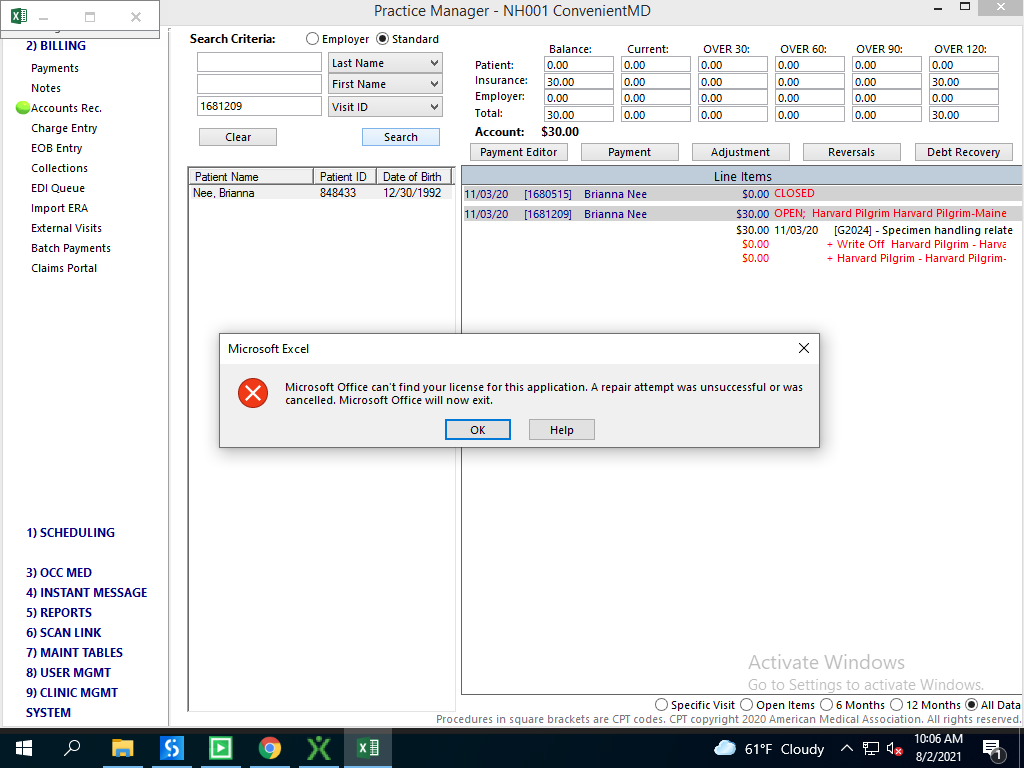 Practice Manager - NH001 ConvenientMD
2) BILLING
Payments
Notes
Accounts Rec.
Charge Entry
EOB Entry
Collections
EDI Queue
Import ERA
External Visits
Batch Payments
Claims Portal
1) SCHEDULING
3) OCC MED
4) INSTANT MESSAGE
5) REPORTS
6) SCAN LINK
7) MAINT TABLES
8) USER MGMT
9) CLINIC MGMT
SYSTEM
Search Criteria: Employer Standard
Last Name
First Name
1681209 Visit ID
Clear Search
Balance: Current: OVER 30: OVER 60: OVER 90: OVER 120:
Patient: 0.00 0.00 0.00 0.00 0.00 0.00
Insurance: 30.00 0.00 0.00 0.00 0.00 30.00
Employer: 0.00 0.00 0.00 0.00 0.00 0.00
Total: 30.00 0.00 0.00 0.00 0.00 30.00
Account: $30.00
Payment Editor Payment Adjustment Reversals Debt Recovery
Patient Name Patient ID Date of Birth
Nee, Brianna 848433 12/30/1992
Line Items
11/03/20 [1680515] Brianna Nee $0.00 CLOSED
11/03/20 [1681209] Brianna Nee $30.00 OPEN; Harvard Pilgrim Harvard Pilgrim-Maine
$30.00 11/03/20 [G2024] - Specimen handling relate
$0.00 + Write Off Harvard Pilgrim - Harva
$0.00 + Harvard Pilgrim - Harvard Pilgrim-
Microsoft Excel
Microsoft Office can't find your license for this application. A repair attempt was unsuccessful or was
cancelled. Microsoft Office will now exit.
OK Help
Activate Windows
Go to Settings to activate Windows.
Specific Visit Open Items 6 Months 12 Months All Data
Procedures in square brackets are CPT codes. CPT copyright 2020 American Medical Association. All rights reserved.
61°F Cloudy
10:06 AM
8/2/2021
1